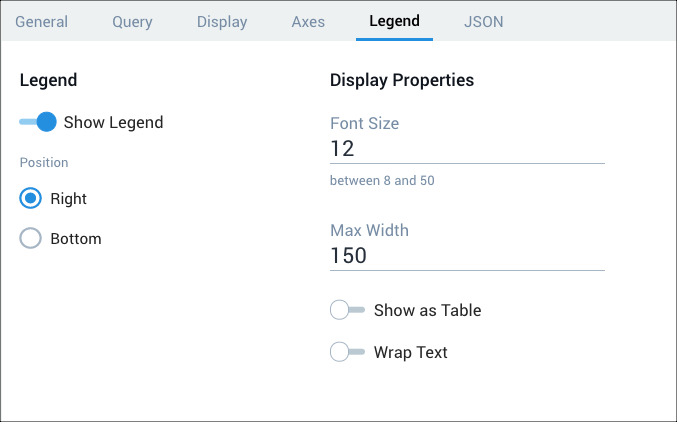 General Query Display Axes Legend JSON
Legend
Show Legend
Position
Right
Bottom
Display Properties
Font Size
12
between 8 and 50
Max Width
150
Show as Table
Wrap Text